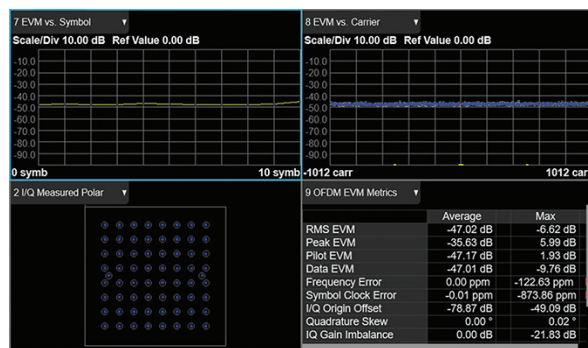 7 EVM vs. Symbol
Scale/Div 10.00 dB Ref Value 0.00 dB
-10.0
-20.0
-30.0
-40.0
-50.0
-60.0
-70.0
-80.0
-90.0
0 symb 10 symb
8 EVM vs. Carrier
Scale/Div 10.00 dB Ref Value 0.00 dB
-10.0
-20.0
-30.0
-40.0
-50.0
-60.0
-70.0
-80.0
-90.0
-1012 carr 1012 carr
2 I/Q Measured Polar
9 OFDM EVM Metrics
Average Max
RMS EVM -47.02 dB -6.62 dB
Peak EVM -35.63 dB 5.99 dB
Pilot EVM -47.17 dB 1.93 dB
Data EVM -47.01 dB -9.76 dB
Frequency Error 0.00 ppm -122.63 ppm
Symbol Clock Error -0.01 ppm -873.86 ppm
I/Q Origin Offset -78.87 dB -49.09 dB
Quadrature Skew 0.00 ° 0.02 °
IQ Gain Imbalance 0.00 dB -21.83 dB